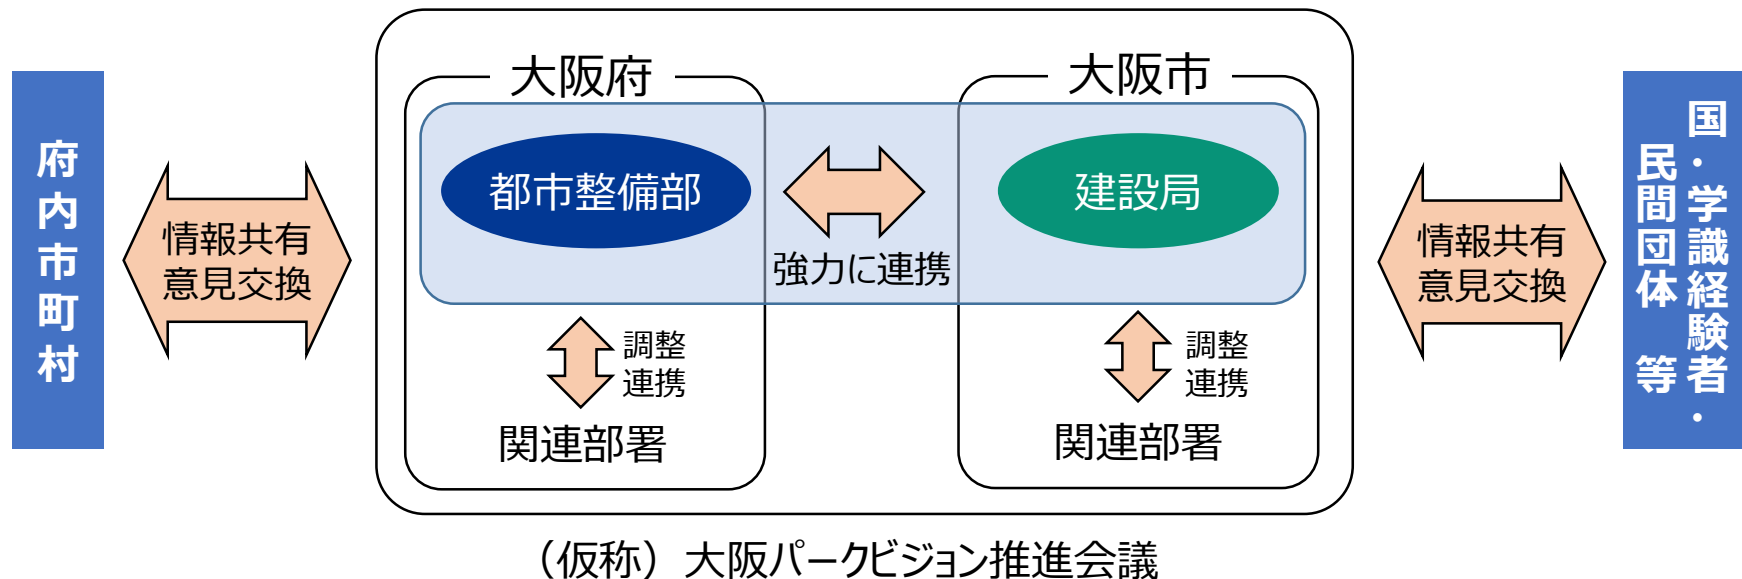 大阪府
大阪市
府内市町村
情報共有
意見交換
都市整備部
強力に連携
建設局
調整
連携
関連部署
調整
連携
関連部署
情報共有
意見交換
国・学識経験者・
民間団体　等
（仮称）大阪パークビジョン推進会議